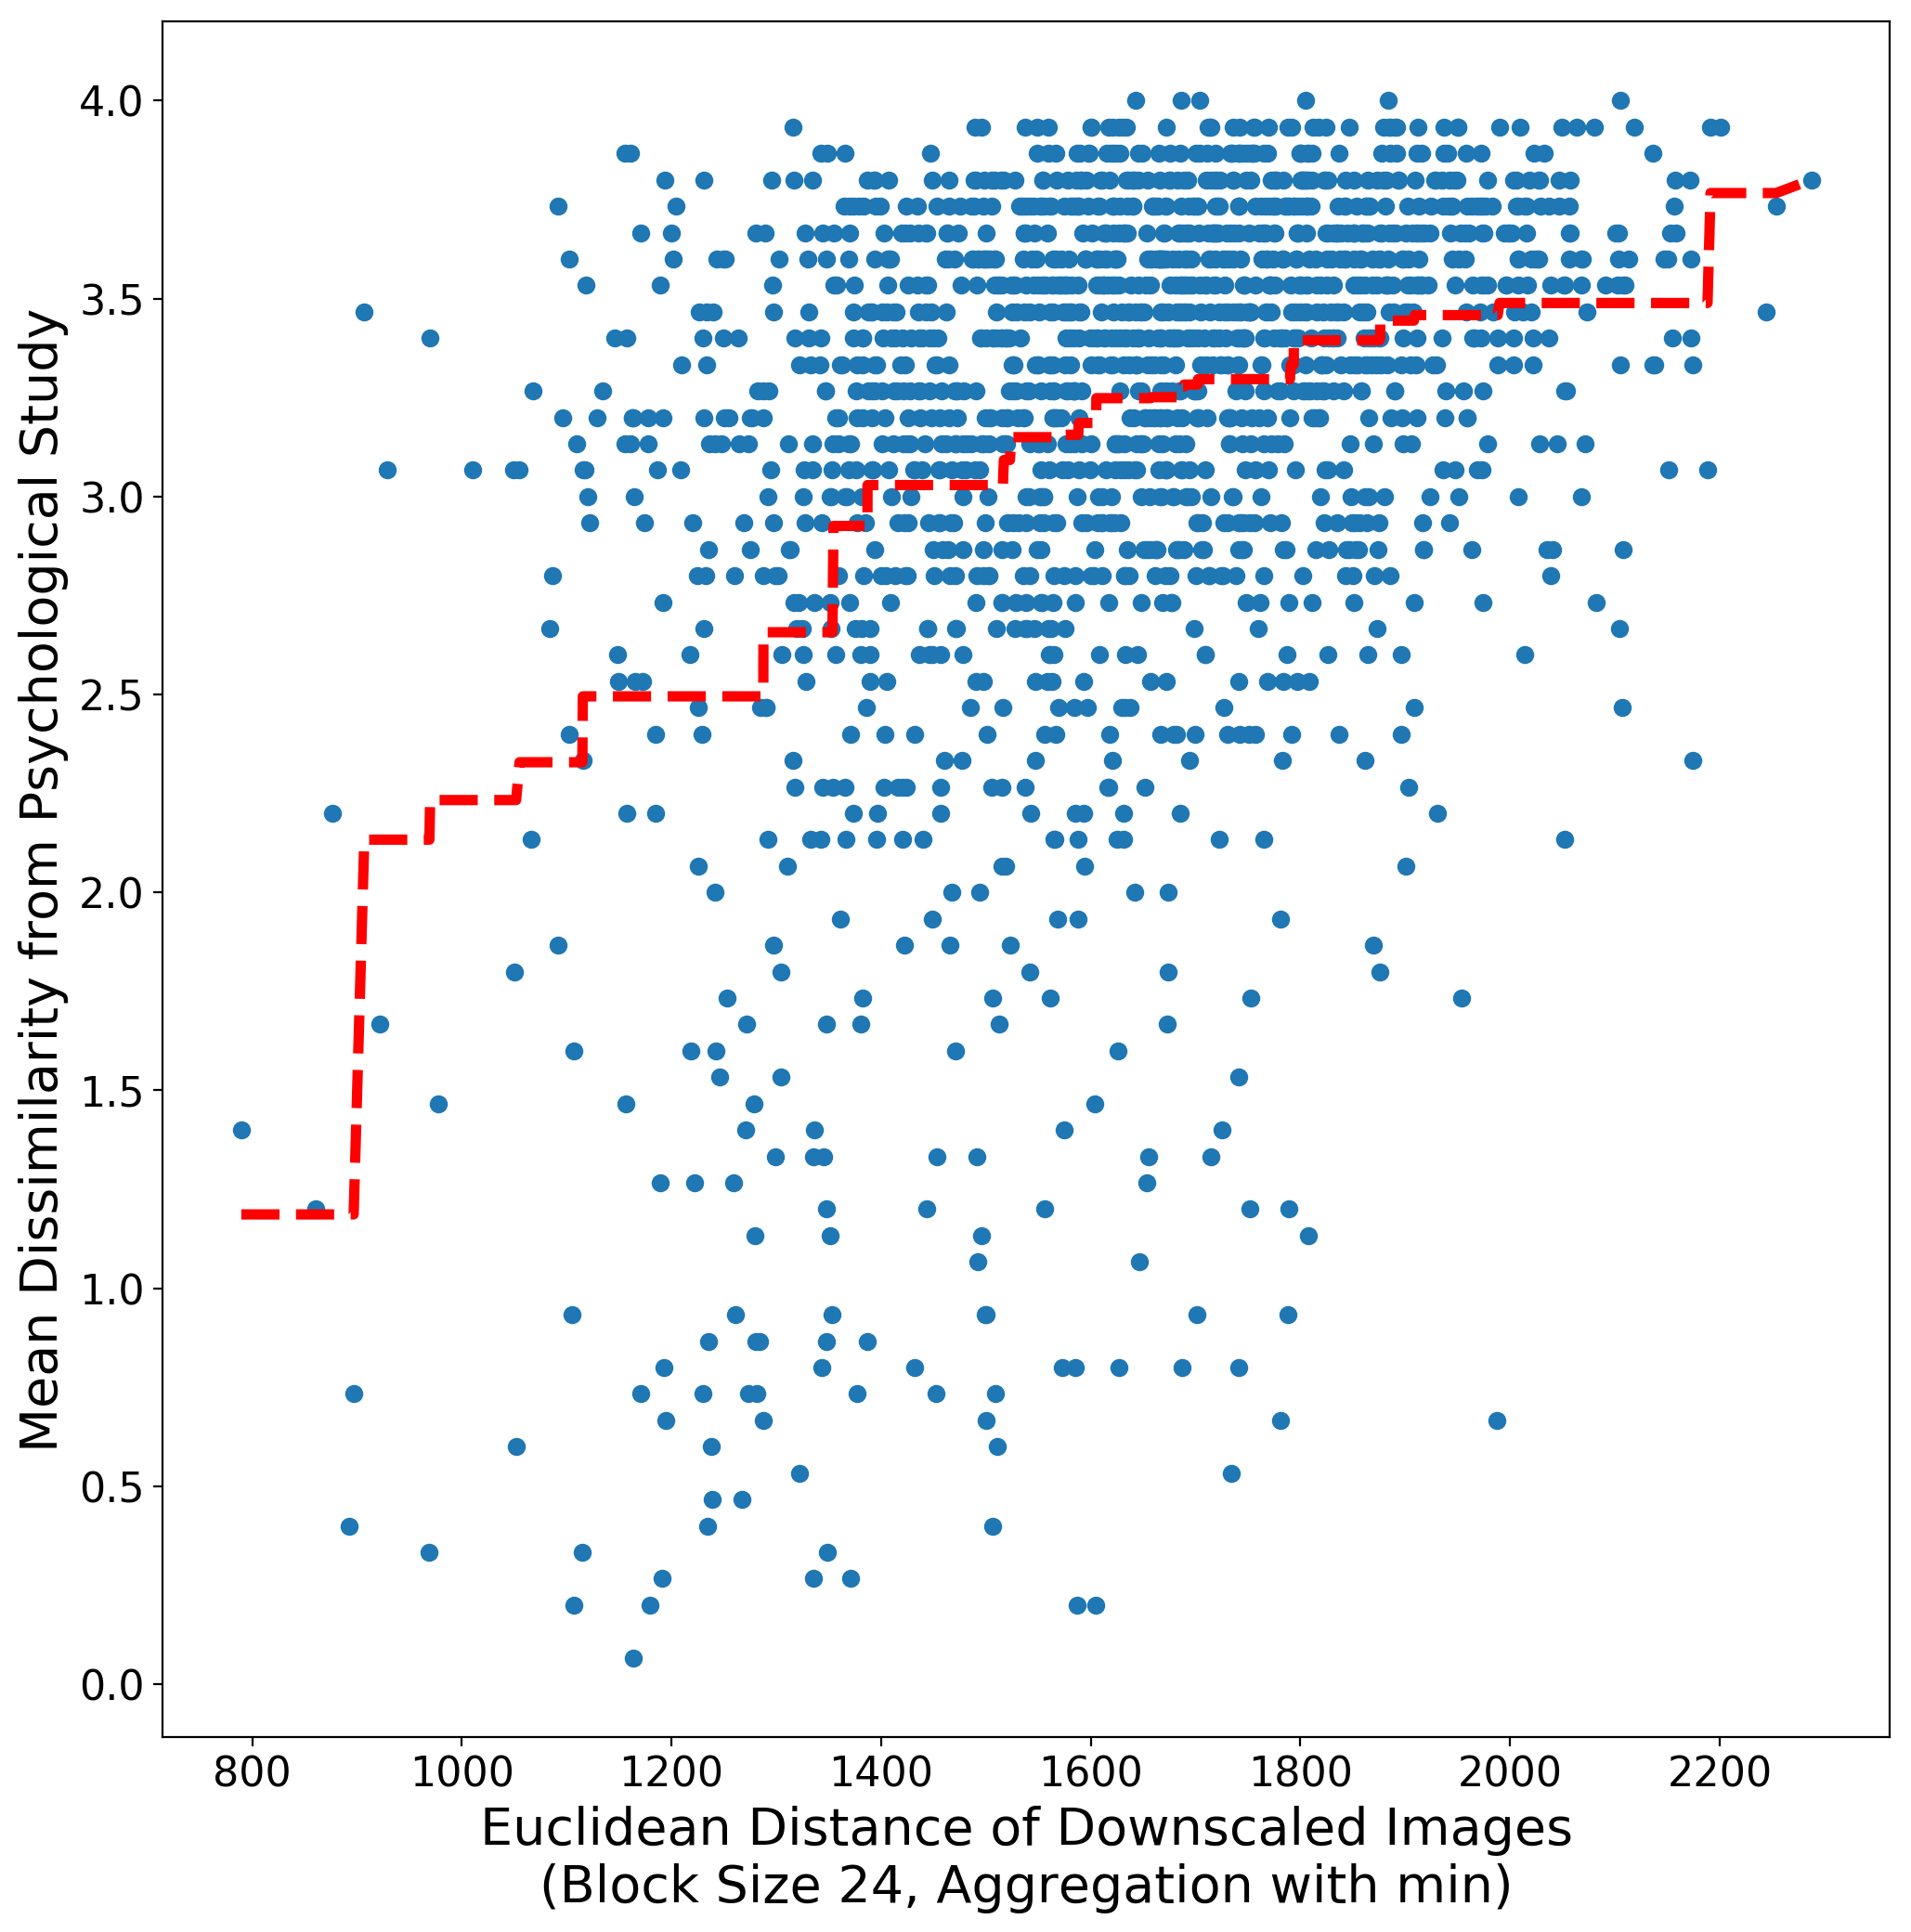 Mean Dissimilarity from Psychological Study
4.0
3.5
3.0
2.5
2.0
1.5
1.0
0.5
0.0
800 1000 1200 1400 1600 1800 2000 2200
Euclidean Distance of Downscaled Images
(Block Size 24, Aggregation with min)